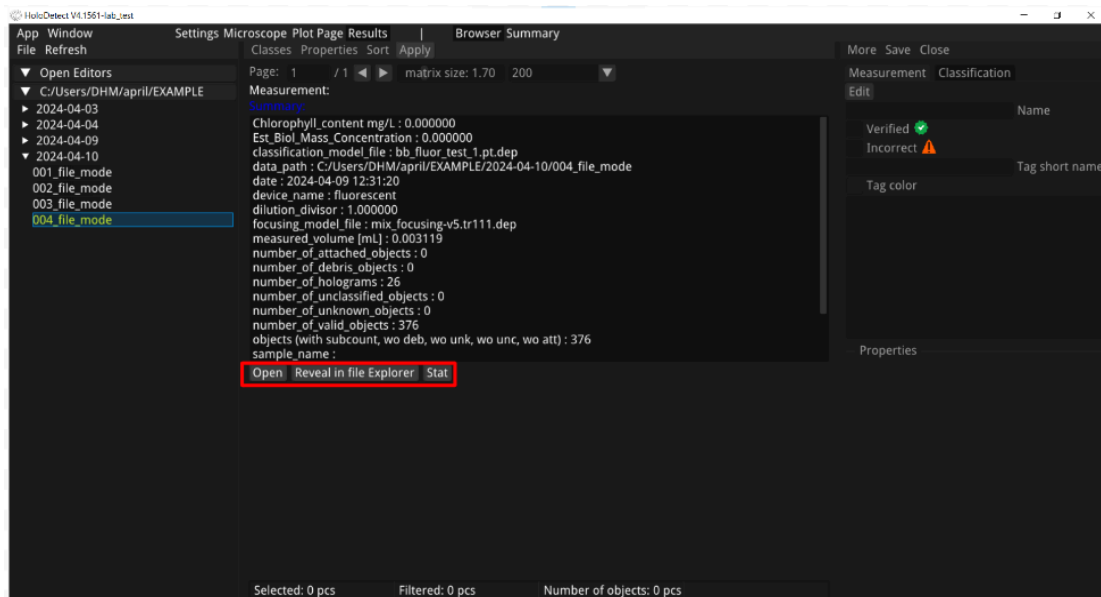 HoloDetect V4.1561-lab_test
App Window Settings Microscope Plot Page Results | Browser Summary
File Refresh
Classes Properties Sort Apply
More Save Close
Open Editors
C:/Users/DHM/april/EXAMPLE
2024-04-03
2024-04-04
2024-04-09
2024-04-10
001_file_mode
002_file_mode
003_file_mode
004_file_mode
Page: 1 / 1 matrix size: 1.70 200
Measurement:
Summary:
Chlorophyll_content mg/L : 0.000000
Est_Biol_Mass_Concentration : 0.000000
classification_model_file : bb_fluor_test_1.pt.dep
data_path : C:/Users/DHM/april/EXAMPLE/2024-04-10/004_file_mode
date : 2024-04-09 12:31:20
device_name : fluorescent
dilution_divisor : 1.000000
focusing_model_file : mix_focusing-v5.tr111.dep
measured_volume [mL] : 0.003119
number_of_attached_objects : 0
number_of_debris_objects : 0
number_of_holograms : 26
number_of_unclassified_objects : 0
number_of_unknown_objects : 0
number_of_valid_objects : 376
objects (with subcount, wo deb, wo unk, wo unc, wo att) : 376
sample_name :
Open Reveal in file Explorer Stat
Measurement Classification
Edit
Name
Verified
Incorrect
Tag short name
Tag color
Properties
Selected: 0 pcs Filtered: 0 pcs Number of objects: 0 pcs